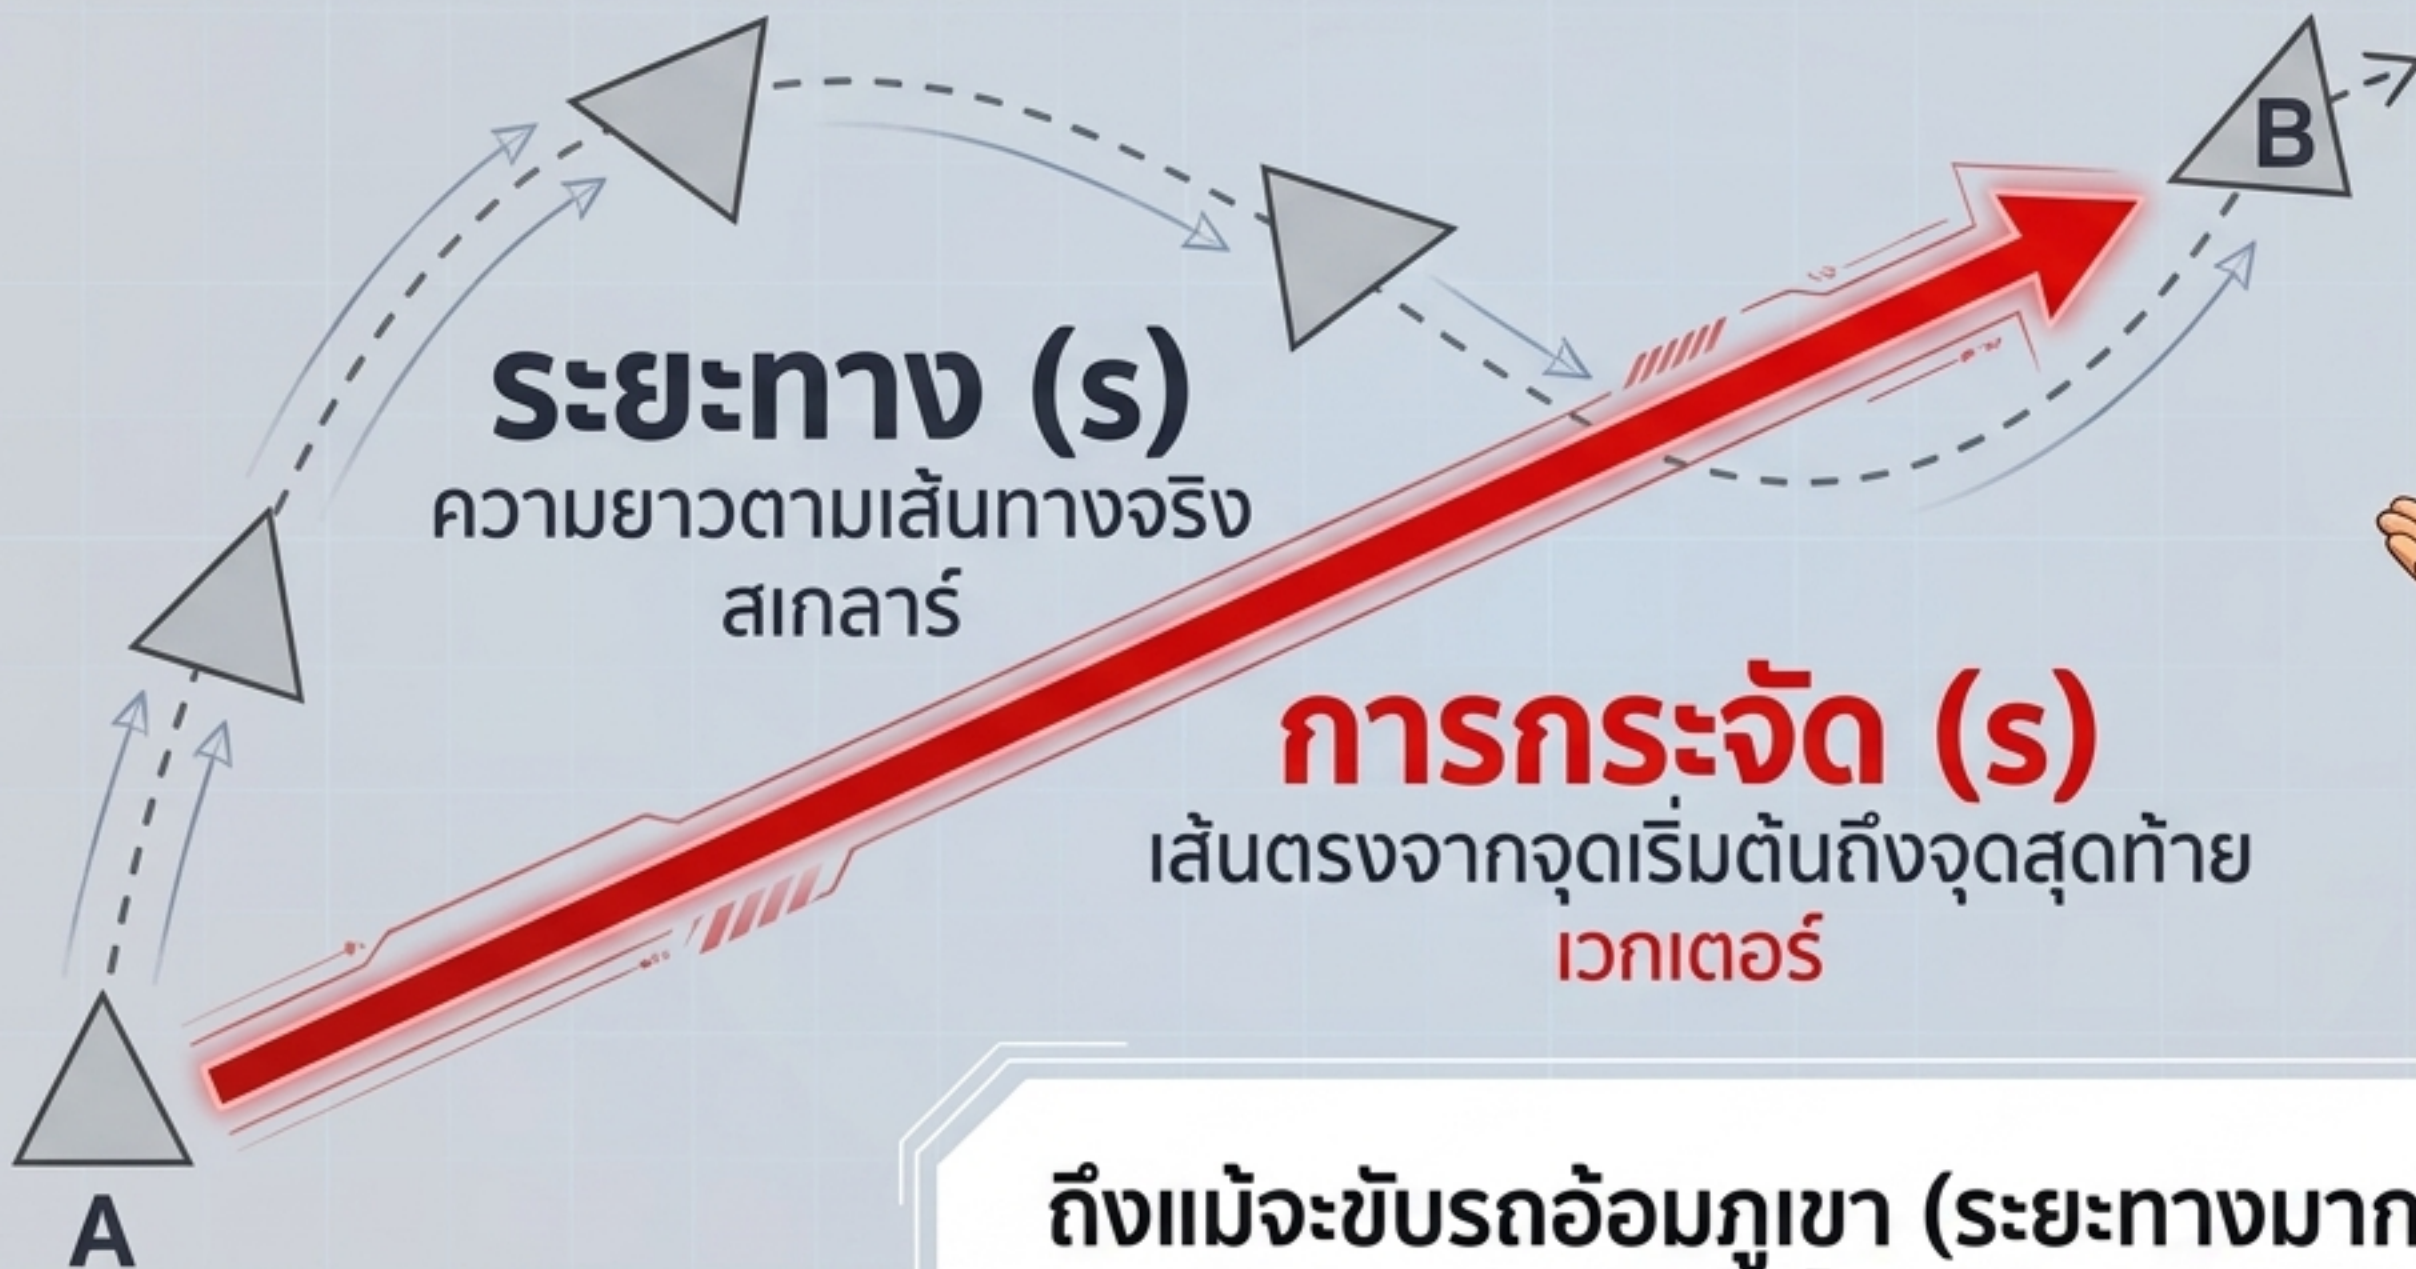 B
ระยะทาง (s)
ความยาวตามเส้นทางจริง
สเกลาร์
การกระจัด (s)
เส้นตรงจากจุดเริ่มต้นถึงจุดสุดท้าย
เวกเตอร์
A
ถึงแม้จะขับรถอ้อมภูเขา (ระยะทางมาก